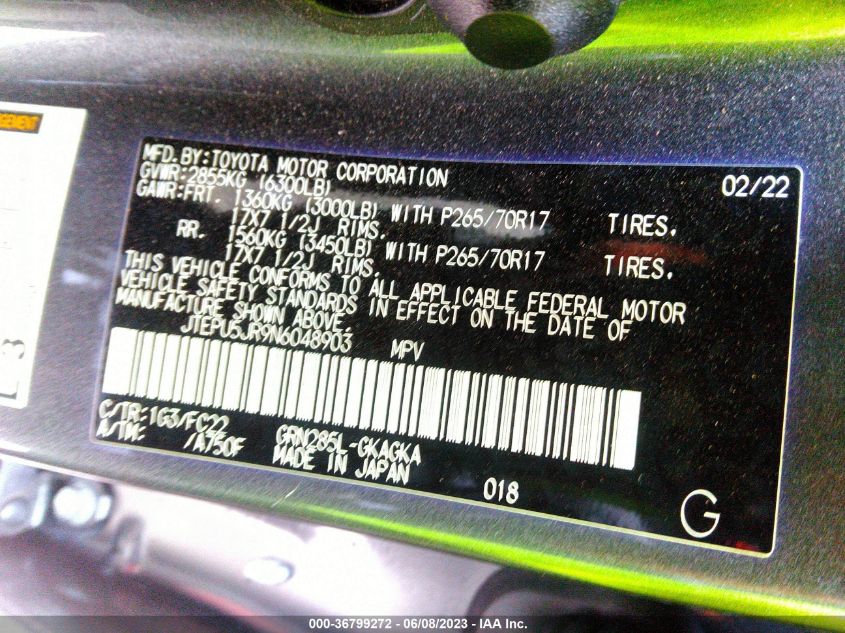 GEMENT
MFD.BY:TOYOTA MOTOR CORPORATION 02/22
GVWR:2855KG (6300LB)
GAWR:FRT. 1360KG (3000LB) WITH P265/70R17 TIRES.
17X7 1/2J RIMS.
RR. 1560KG (3450LB) WITH P265/70R17 TIRES.
17X7 1/2J RIMS.
THIS VEHICLE CONFORMS TO ALL APPLICABLE FEDERAL MOTOR
VEHICLE SAFETY STANDARDS IN EFFECT ON THE DATE OF
MANUFACTURE SHOWN ABOVE.
JTEPU5JR9N6048903 MPV
C/TR:1G3/FC22
A/TM: /A750F
GRN285L-GKAGKA
MADE IN JAPAN
018
G
000-36799272 - 06/08/2023 - IAA Inc.